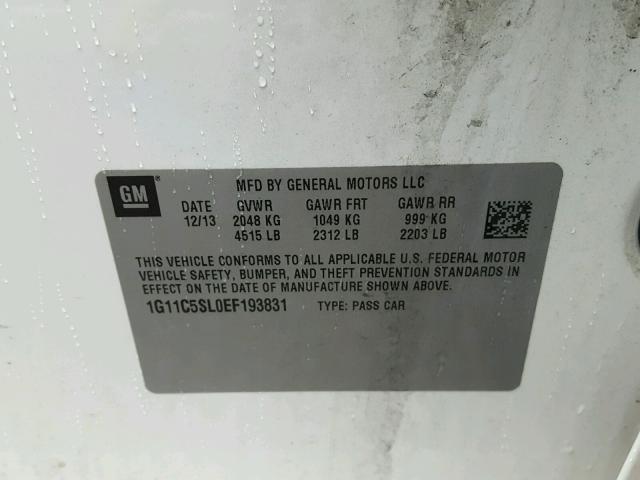 GM
MFD BY GENERAL MOTORS LLC
DATE GVWR GAWR FRT GAWR RR
12/13 2048 KG 1049 KG 999 KG
4515 LB 2312 LB 2203 LB
THIS VEHICLE CONFORMS TO ALL APPLICABLE U.S. FEDERAL MOTOR
VEHICLE SAFETY, BUMPER, AND THEFT PREVENTION STANDARDS IN
EFFECT ON THE DATE OF MANUFACTURE SHOWN ABOVE.
1G11C5SL0EF193831 TYPE: PASS CAR